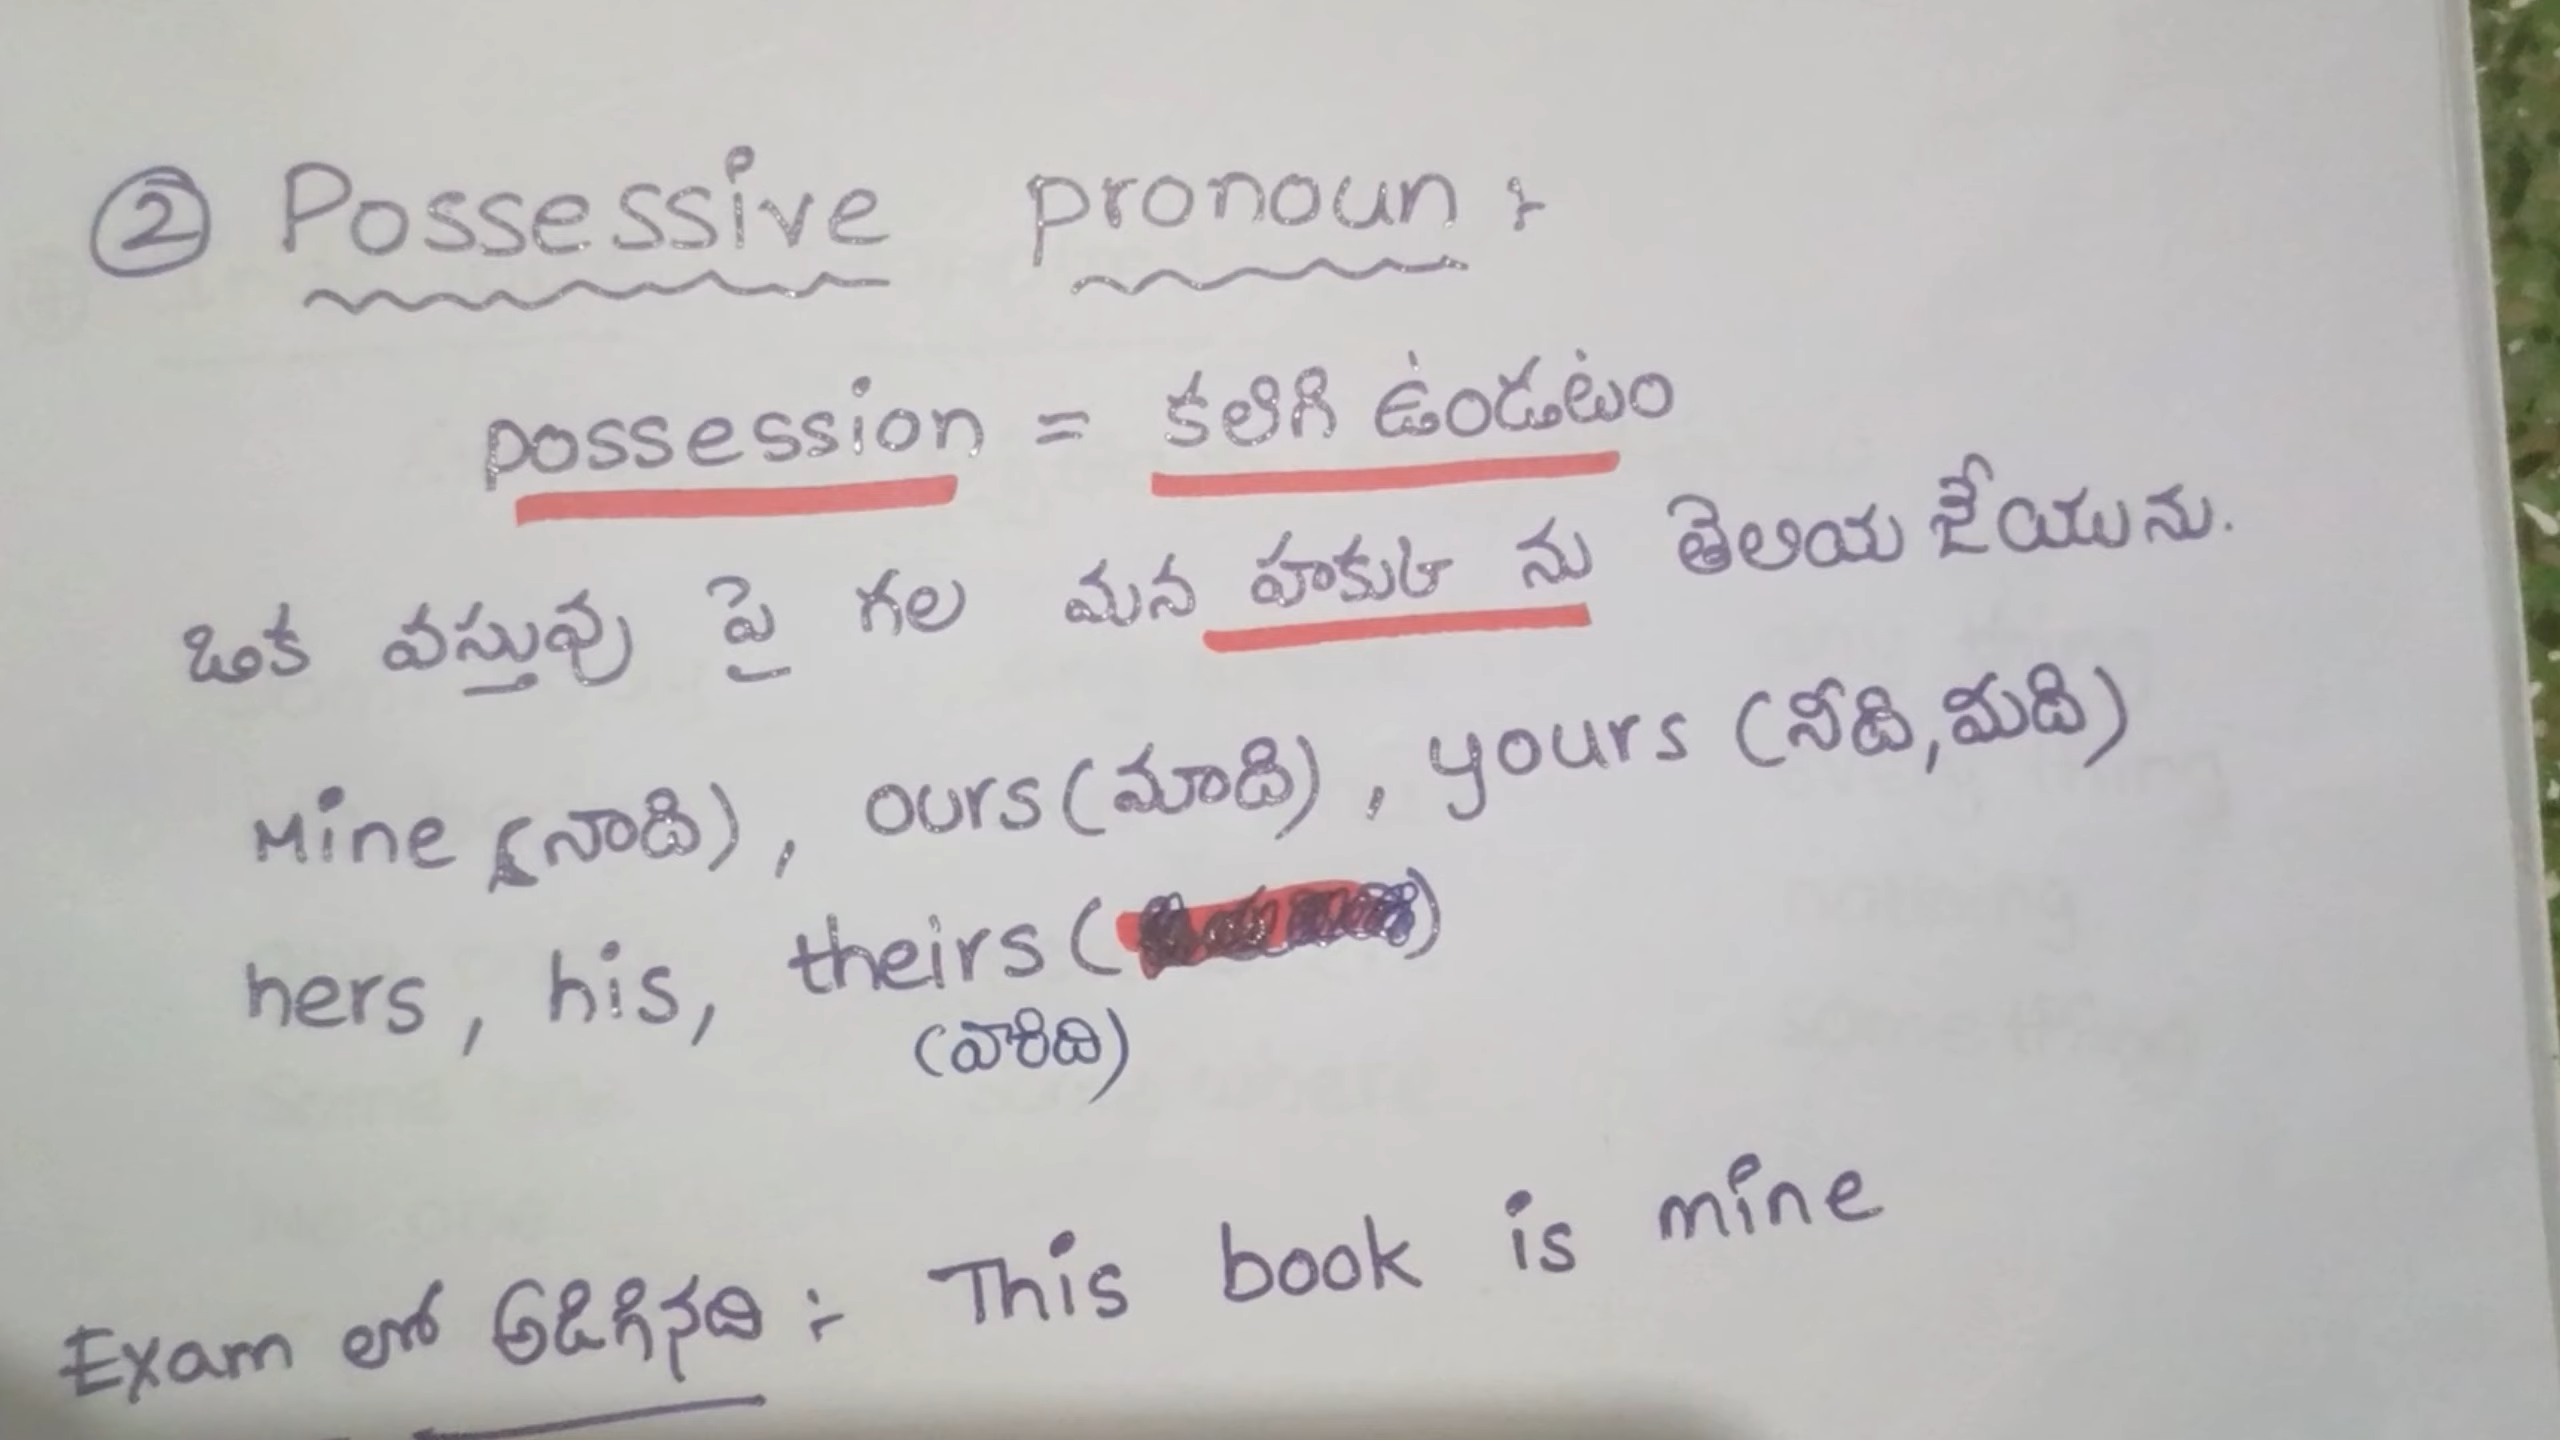 ② Possessive pronoun :-
possession = కలిగి ఉండటం
ఒక వస్తువు పై గల మన హక్కు ను తెలియ జేయును.
Mine (నాది), ours (మాది), yours (నీది, మీది)
hers, his, theirs (
(వారిది)
Exam లో అడిగినది :- This book is mine